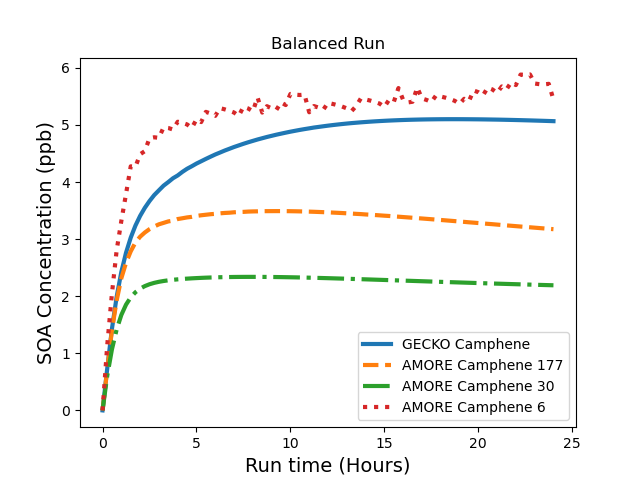 Balanced Run
SOA Concentration (ppb)
6
5
4
3
2
1
0
GECKO Camphene
AMORE Camphene 177
AMORE Camphene 30
AMORE Camphene 6
0 5 10 15 20 25
Run time (Hours)